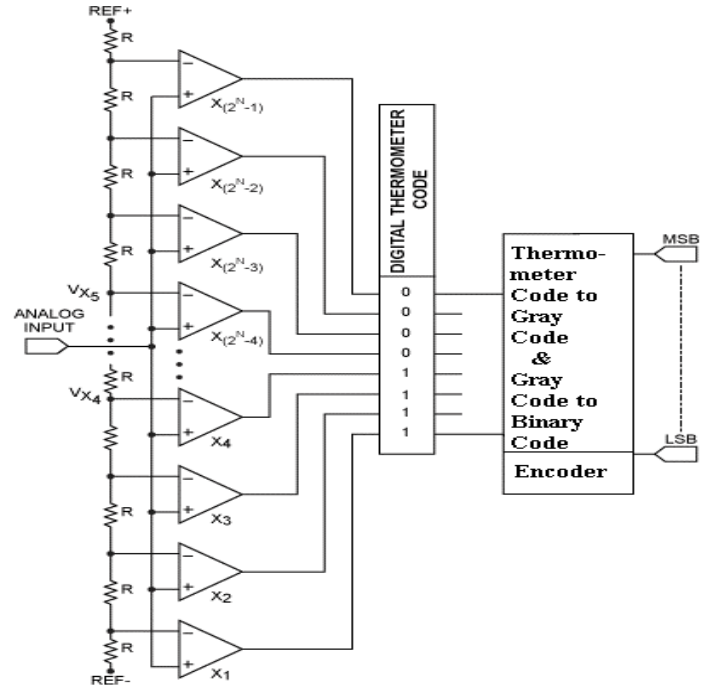 REF+
R
X(2^N-1)
R
X(2^N-2)
R
X(2^N-3)
R
DIGITAL THERMOMETER
CODE
VX5
ANALOG
INPUT
X(2^N-4)
R
VX4
X4
X3
R
X2
R
X1
R
REF-
0
0
0
0
1
1
1
1
Thermo-
meter
Code to
Gray
Code
&
Gray
Code to
Binary
Code
Encoder
MSB
LSB